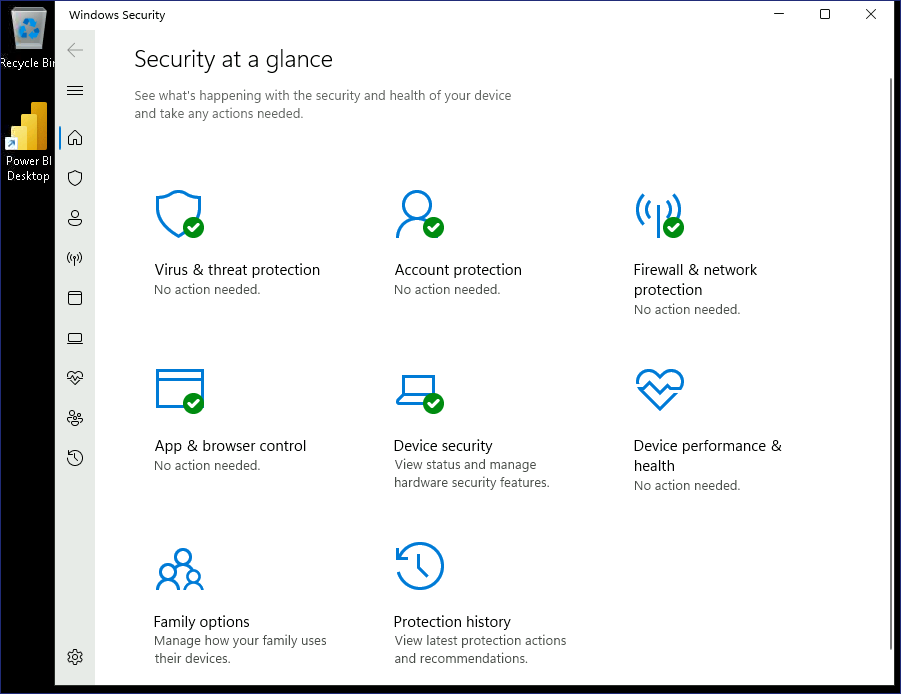 Windows Security
Recycle Bin
Power BI
Desktop
Security at a glance
See what's happening with the security and health of your device
and take any actions needed.
Virus & threat protection
No action needed.
Account protection
No action needed.
Firewall & network
protection
No action needed.
App & browser control
No action needed.
Device security
View status and manage
hardware security features.
Device performance &
health
No action needed.
Family options
Manage how your family uses
their devices.
Protection history
View latest protection actions
and recommendations.